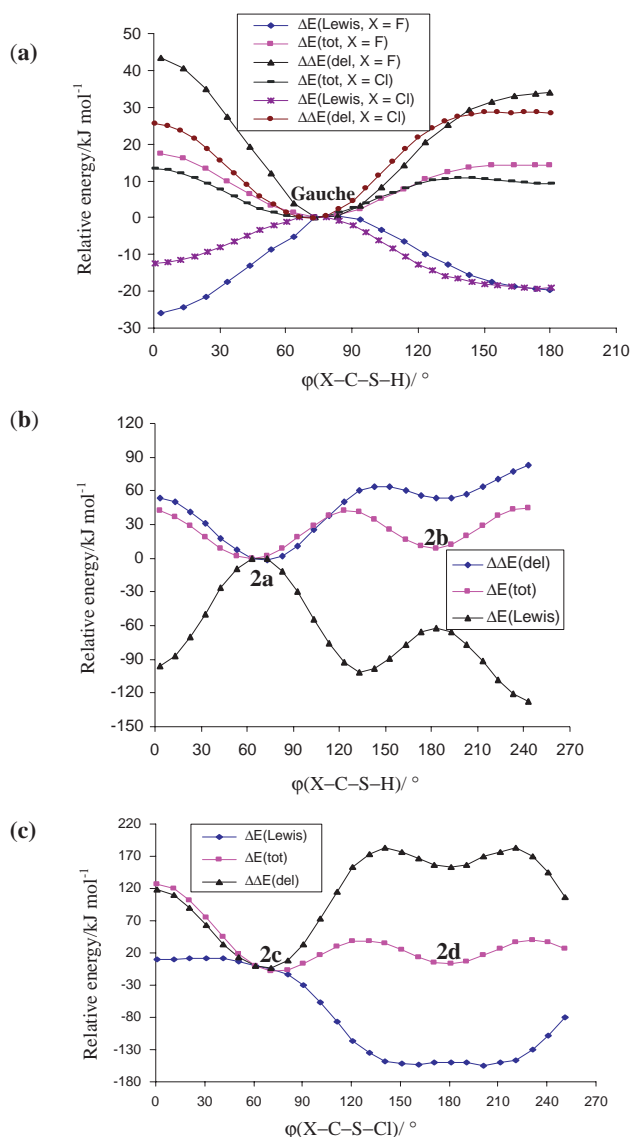 (a)
ΔE(Lewis, X = F)
ΔE(tot, X = F)
ΔΔE(del, X = F)
ΔE(tot, X = Cl)
ΔE(Lewis, X = Cl)
ΔΔE(del, X = Cl)
50
40
30
20
10
0
-10
-20
-30
Relative energy/kJ mol⁻¹
Gauche
0 30 60 90 120 150 180 210
φ(X–C–S–H)/ °
(b)
120
90
60
30
0
-30
-60
-90
-120
-150
Relative energy/kJ mol⁻¹
2a
2b
ΔΔE(del)
ΔE(tot)
ΔE(Lewis)
0 30 60 90 120 150 180 210 240 270
φ(X–C–S–H)/ °
(c)
ΔE(Lewis)
ΔE(tot)
ΔΔE(del)
220
170
120
70
20
-30
-80
-130
-180
Relative energy/kJ mol⁻¹
2c
2d
0 30 60 90 120 150 180 210 240 270
φ(X–C–S–Cl)/ °